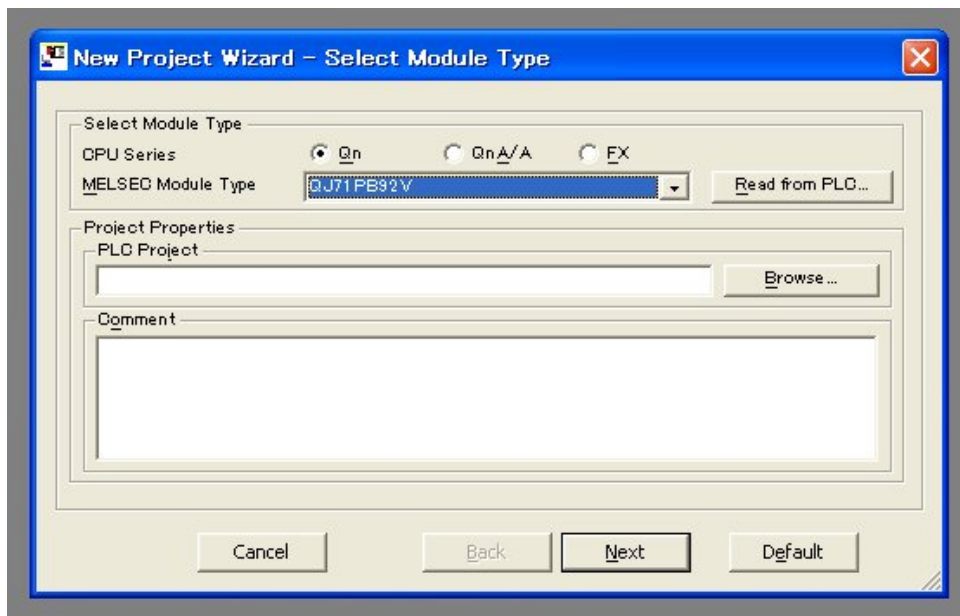 New Project Wizard - Select Module Type
Select Module Type
CPU Series Qn QnA/A FX
MELSEC Module Type QJ71PB92V Read from PLC...
Project Properties
PLC Project
Browse...
Comment
Cancel Back Next Default